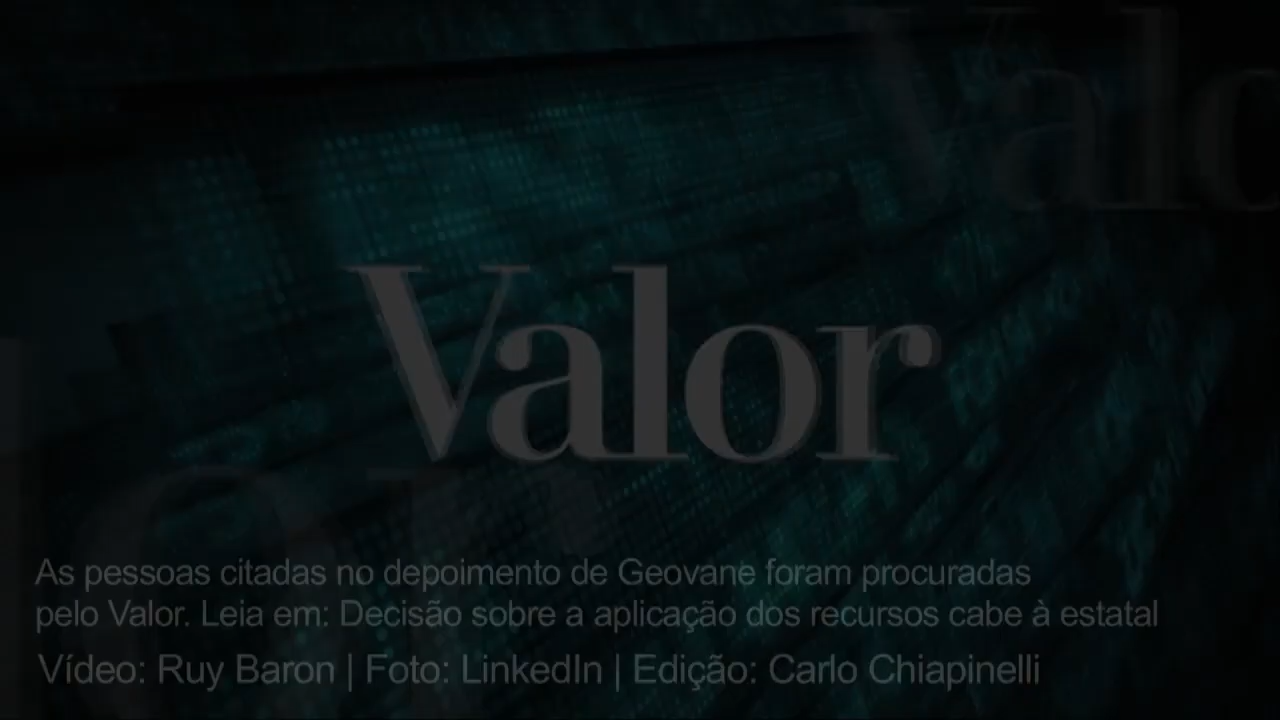 Valor
As pessoas citadas no depoimento de Geovane foram procuradas
pelo Valor. Leia em: Decisão sobre a aplicação dos recursos cabe à estatal
Vídeo: Ruy Baron | Foto: LinkedIn | Edição: Carlo Chiapinelli